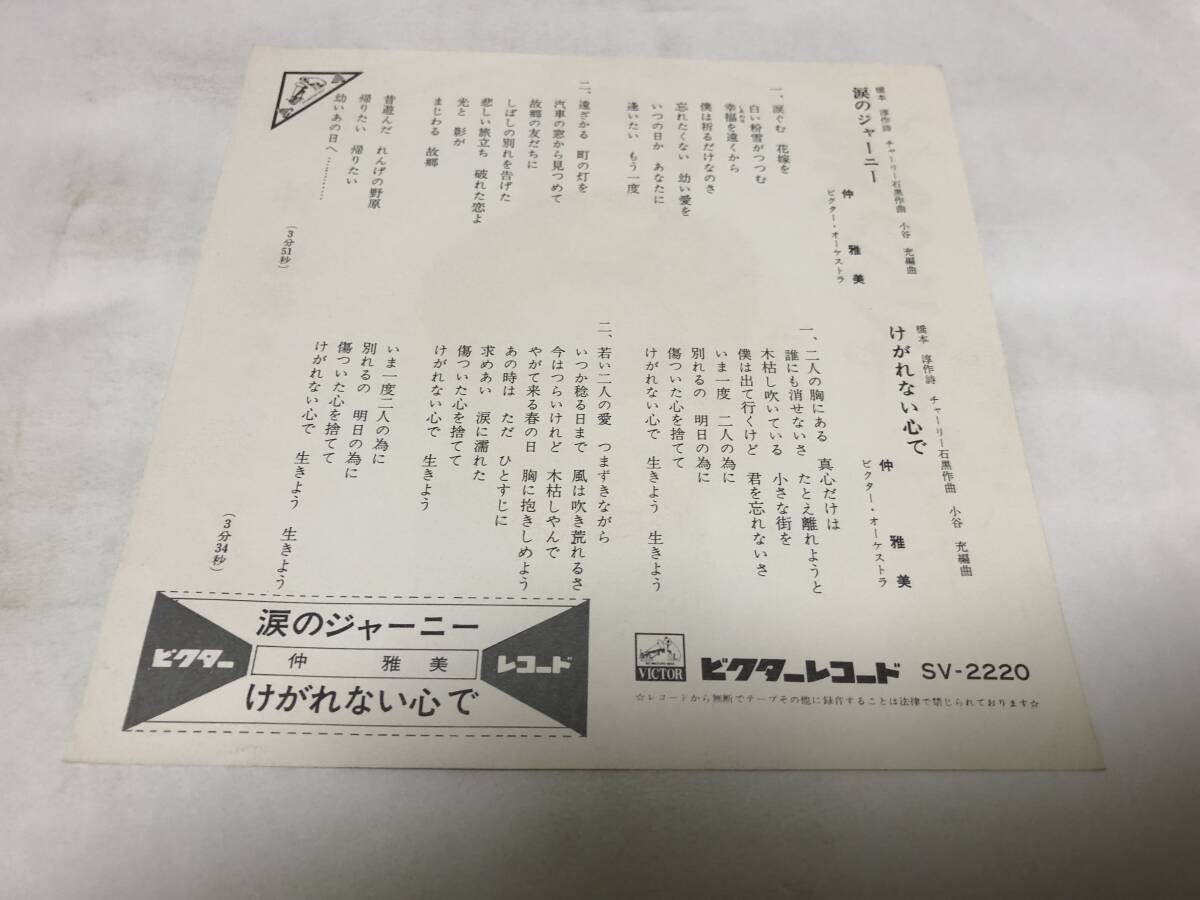 涙のジャーニー
橋本 淳作詩 チャーリー石黒作曲 小谷 充編曲
仲 雅美
ビクター・オーケストラ
一、涙ぐむ 花嫁を
白い粉雪がつつむ
幸福を遠くから
僕は祈るだけなのさ
忘れたくない 幼い愛を
いつの日か あなたに
逢いたい もう一度
二、遠ざかる 町の灯を
汽車の窓から見つめて
故郷の友だちに
しばしの別れを告げた
悲しい旅立ち 破れた恋よ
光と 影が
まじわる 故郷
昔遊んだ れんげの野原
帰りたい 帰りたい
幼いあの日へ…………
(3分51秒)
けがれない心で
橋本 淳作詩 チャーリー石黒作曲 小谷 充編曲
仲 雅美
ビクター・オーケストラ
一、二人の胸にある 真心だけは
誰にも消せないさ たとえ離れようと
木枯し吹いている 小さな街を
僕は出て行くけど 君を忘れないさ
いま一度 二人の為に
別れるの 明日の為に
傷ついた心を捨てて
けがれない心で 生きよう 生きよう
二、若い二人の愛 つまずきながら
いつか稔る日まで 風は吹き荒れるさ
今はつらいけれど 木枯しやんで
やがて来る春の日 胸に抱きしめよう
あの時は ただ ひとすじに
求めあい 涙に濡れた
傷ついた心を捨てて
けがれない心で 生きよう
いま一度二人の為に
別れるの 明日の為に
傷ついた心を捨てて
けがれない心で 生きよう 生きよう
(3分34秒)
涙のジャーニー
ビクター 仲 雅美 レコード
けがれない心で
VICTOR ビクターレコード SV-2220
☆レコードから無断でテープその他に録音することは法律で禁じられております☆